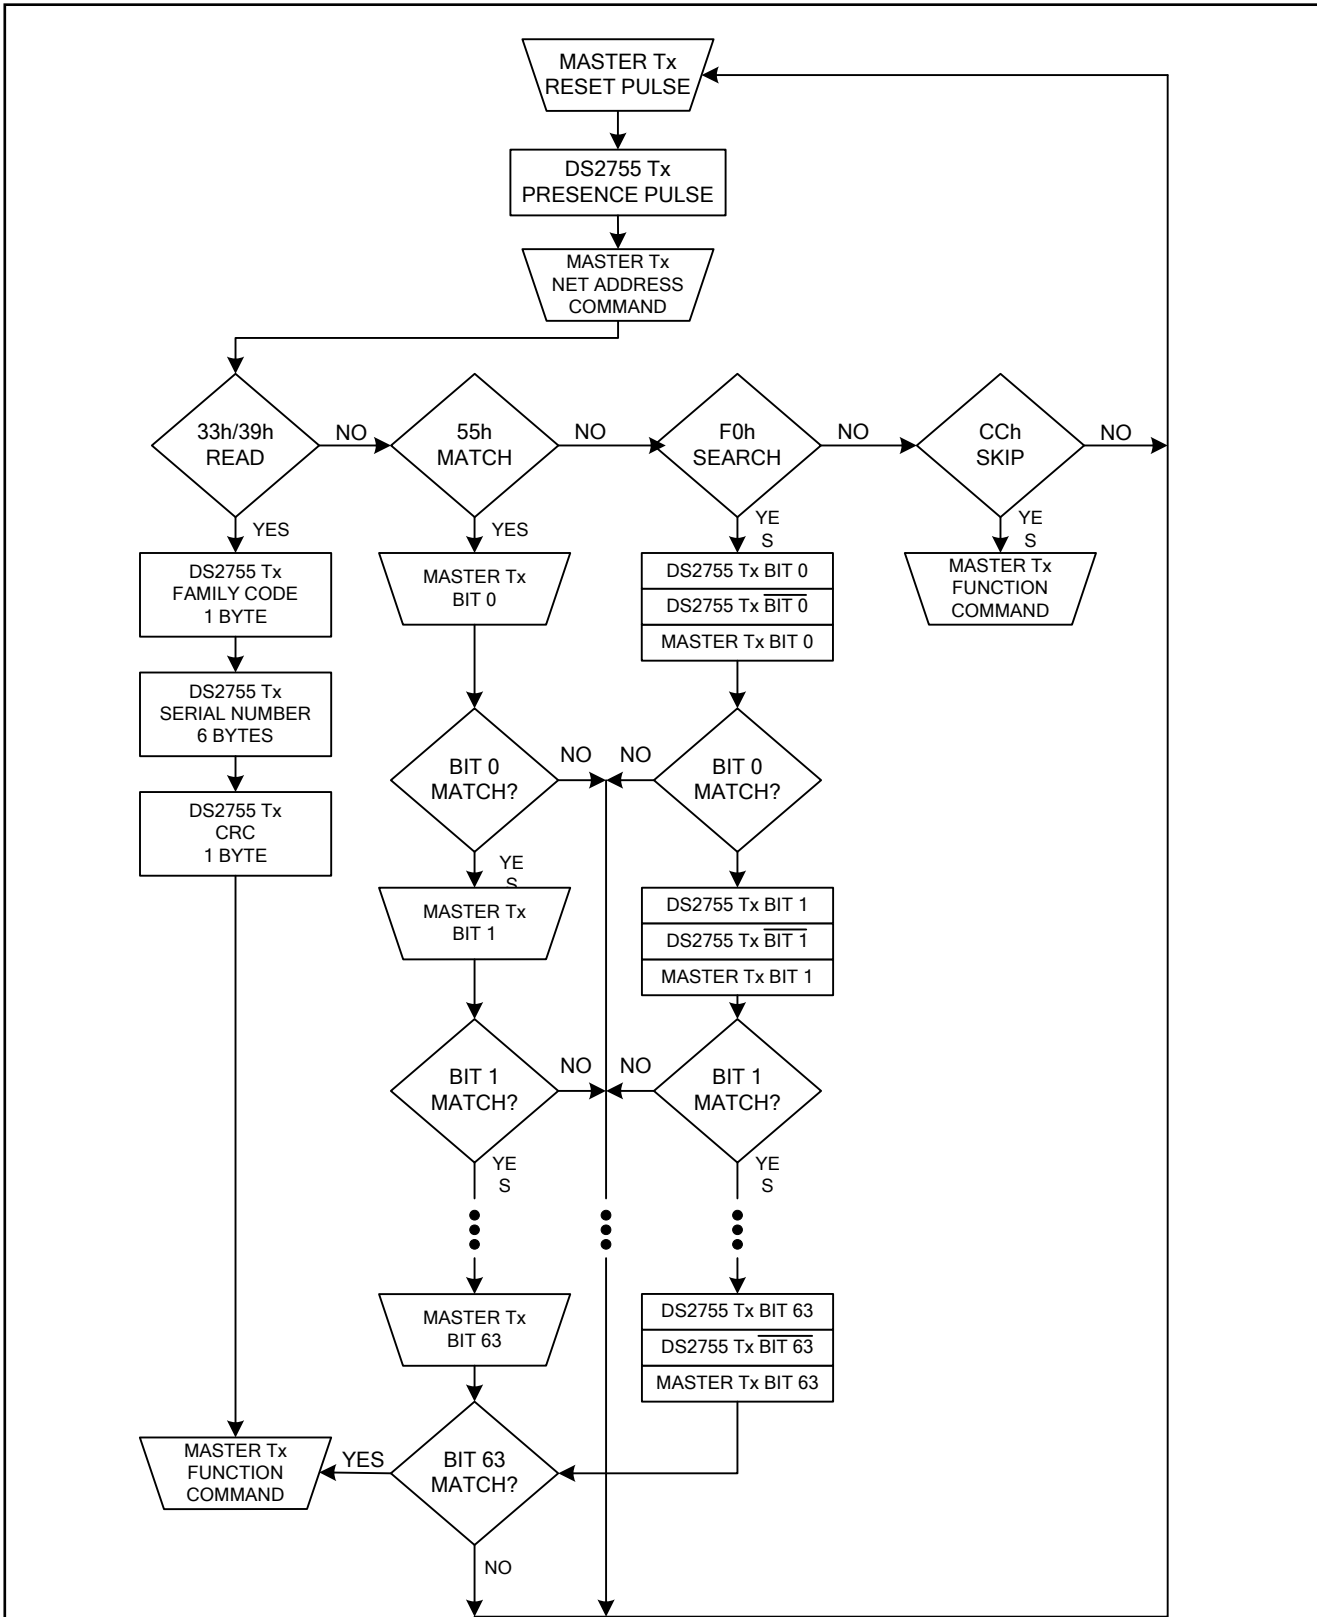 MASTER Tx
RESET PULSE
DS2755 Tx
PRESENCE PULSE
MASTER Tx
NET ADDRESS
COMMAND
33h/39h
READ
NO
55h
MATCH
NO
F0h
SEARCH
NO
CCh
SKIP
NO
YES
YES
YE
S
YE
S
DS2755 Tx
FAMILY CODE
1 BYTE
MASTER Tx
BIT 0
DS2755 Tx BIT 0
DS2755 Tx B̅I̅T̅ ̅0̅
MASTER Tx BIT 0
MASTER Tx
FUNCTION
COMMAND
DS2755 Tx
SERIAL NUMBER
6 BYTES
BIT 0
MATCH?
NO
NO
BIT 0
MATCH?
DS2755 Tx
CRC
1 BYTE
YE
S
MASTER Tx
BIT 1
DS2755 Tx BIT 1
DS2755 Tx B̅I̅T̅ ̅1̅
MASTER Tx BIT 1
BIT 1
MATCH?
NO
NO
BIT 1
MATCH?
YE
S
YE
S
MASTER Tx
BIT 63
DS2755 Tx BIT 63
DS2755 Tx B̅I̅T̅ ̅6̅3̅
MASTER Tx BIT 63
MASTER Tx
FUNCTION
COMMAND
YES
BIT 63
MATCH?
NO